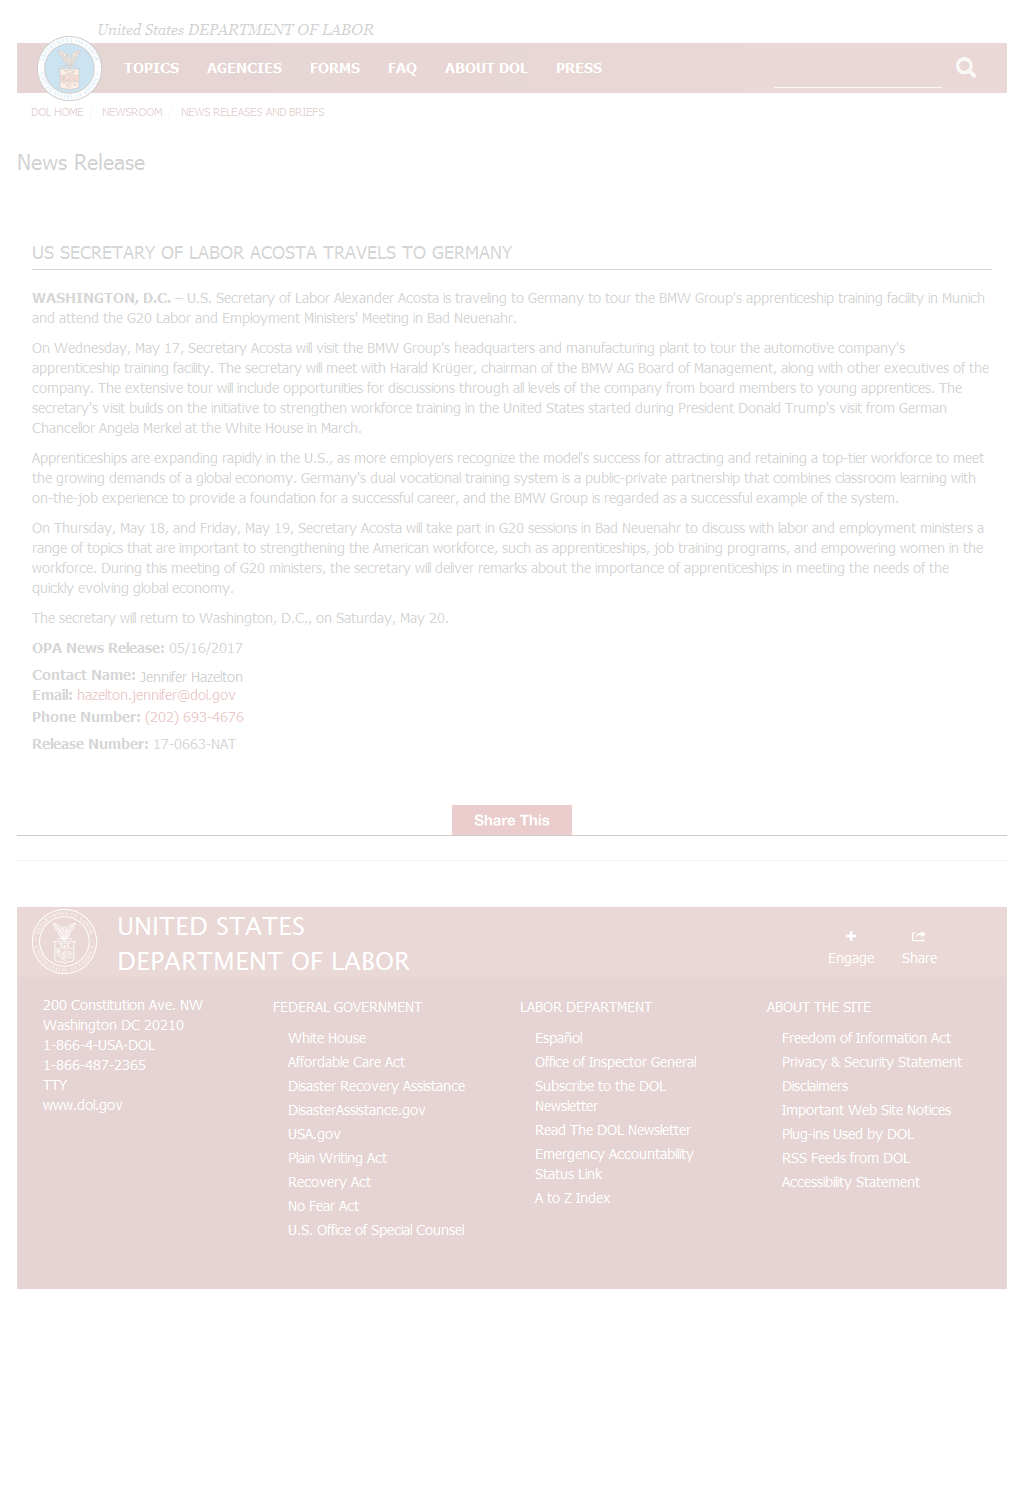 United States DEPARTMENT OF LABOR
TOPICS AGENCIES FORMS FAQ ABOUT DOL PRESS
DOL HOME / NEWSROOM / NEWS RELEASES AND BRIEFS
News Release
US SECRETARY OF LABOR ACOSTA TRAVELS TO GERMANY
WASHINGTON, D.C. – U.S. Secretary of Labor Alexander Acosta is traveling to Germany to tour the BMW Group's apprenticeship training facility in Munich
and attend the G20 Labor and Employment Ministers' Meeting in Bad Neuenahr.
On Wednesday, May 17, Secretary Acosta will visit the BMW Group's headquarters and manufacturing plant to tour the automotive company's
apprenticeship training facility. The secretary will meet with Harald Krüger, chairman of the BMW AG Board of Management, along with other executives of the
company. The extensive tour will include opportunities for discussions through all levels of the company from board members to young apprentices. The
secretary's visit builds on the initiative to strengthen workforce training in the United States started during President Donald Trump's visit from German
Chancellor Angela Merkel at the White House in March.
Apprenticeships are expanding rapidly in the U.S., as more employers recognize the model's success for attracting and retaining a top-tier workforce to meet
the growing demands of a global economy. Germany's dual vocational training system is a public-private partnership that combines classroom learning with
on-the-job experience to provide a foundation for a successful career, and the BMW Group is regarded as a successful example of the system.
On Thursday, May 18, and Friday, May 19, Secretary Acosta will take part in G20 sessions in Bad Neuenahr to discuss with labor and employment ministers a
range of topics that are important to strengthening the American workforce, such as apprenticeships, job training programs, and empowering women in the
workforce. During this meeting of G20 ministers, the secretary will deliver remarks about the importance of apprenticeships in meeting the needs of the
quickly evolving global economy.
The secretary will return to Washington, D.C., on Saturday, May 20.
OPA News Release: 05/16/2017
Contact Name: Jennifer Hazelton
Email: hazelton.jennifer@dol.gov
Phone Number: (202) 693-4676
Release Number: 17-0663-NAT
Share This
UNITED STATES
DEPARTMENT OF LABOR
Engage Share
200 Constitution Ave. NW
Washington DC 20210
1-866-4-USA-DOL
1-866-487-2365
TTY
www.dol.gov
FEDERAL GOVERNMENT
White House
Affordable Care Act
Disaster Recovery Assistance
DisasterAssistance.gov
USA.gov
Plain Writing Act
Recovery Act
No Fear Act
U.S. Office of Special Counsel
LABOR DEPARTMENT
Español
Office of Inspector General
Subscribe to the DOL
Newsletter
Read The DOL Newsletter
Emergency Accountability
Status Link
A to Z Index
ABOUT THE SITE
Freedom of Information Act
Privacy & Security Statement
Disclaimers
Important Web Site Notices
Plug-ins Used by DOL
RSS Feeds from DOL
Accessibility Statement